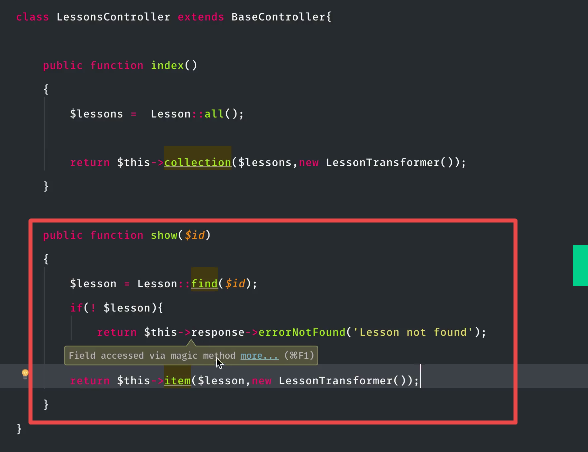 class LessonsController extends BaseController{
public function index()
{
$lessons = Lesson::all();
return $this->collection($lessons,new LessonTransformer());
}
public function show($id)
{
$lesson = Lesson::find($id);
if(! $lesson){
return $this->response->errorNotFound('Lesson not found');
Field accessed via magic method more... (⌘F1)
return $this->item($lesson,new LessonTransformer());
}
}